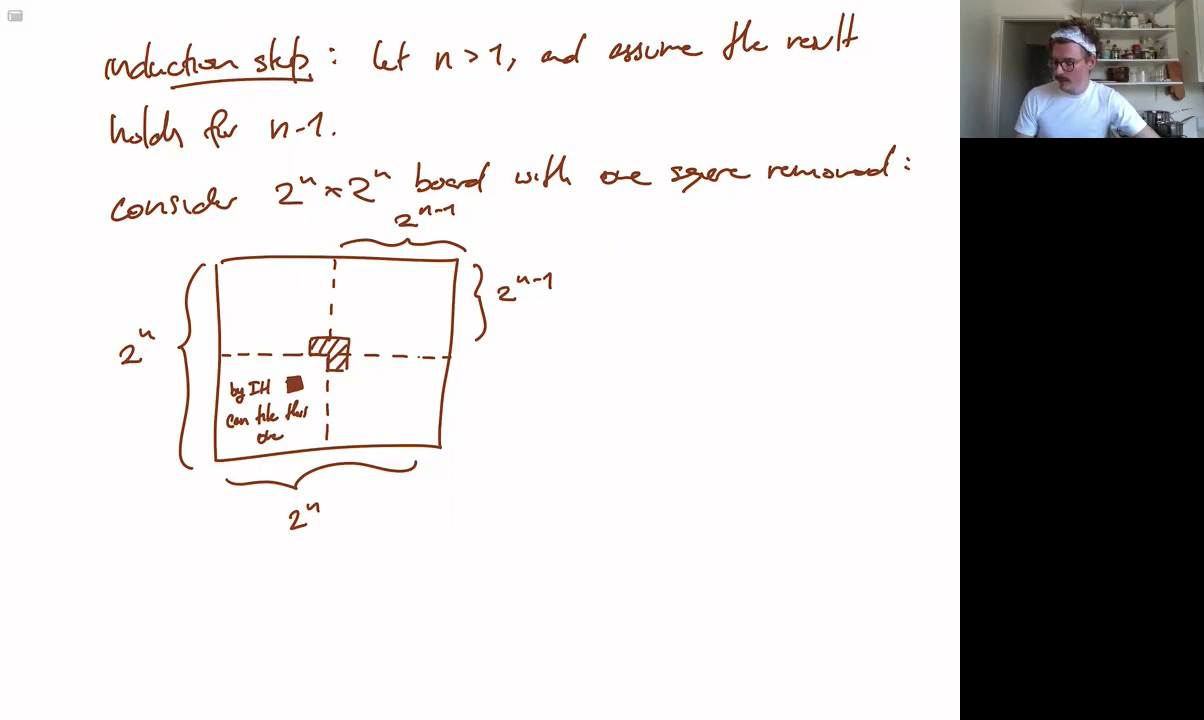 induction step : let n > 1, and assume the result
holds for n-1.
consider 2ⁿ × 2ⁿ board with one square removed :
2ⁿ⁻¹
2ⁿ⁻¹
2ⁿ
by IH
can tile this
one
2ⁿ